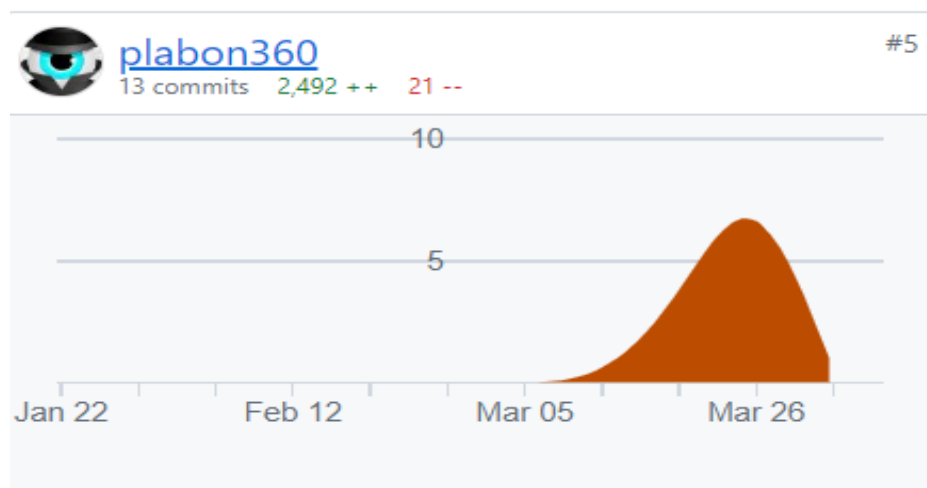 plabon360
#5
13 commits 2,492 ++ 21 --
10
5
Jan 22 Feb 12 Mar 05 Mar 26